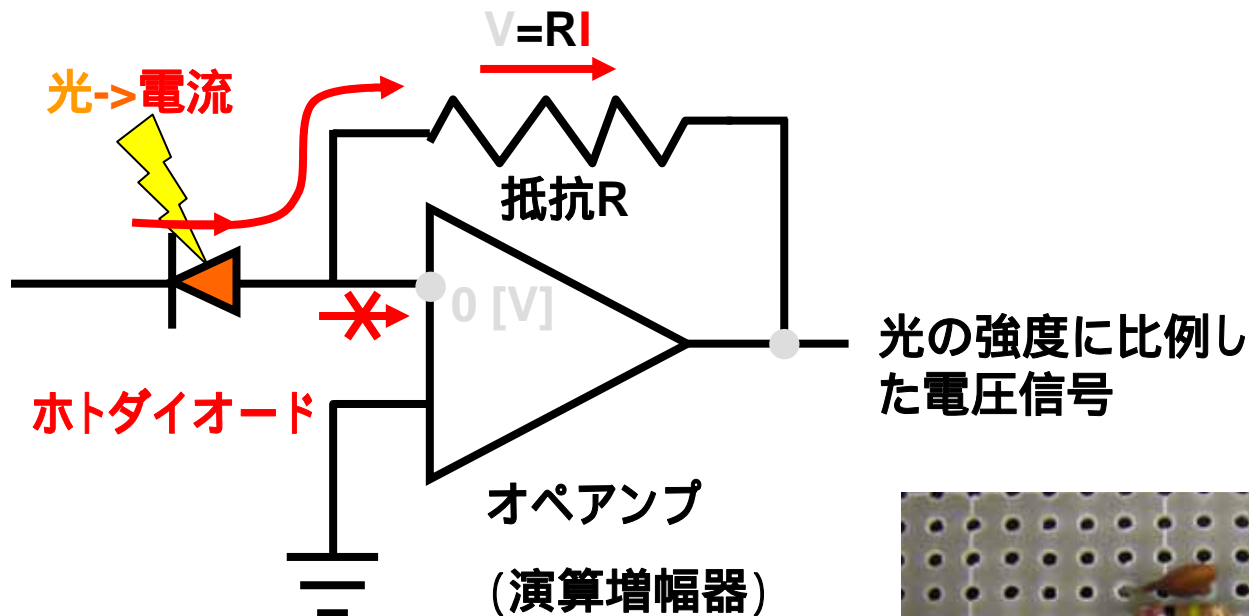 V=RI
光->電流
抵抗R
0 [V]
光の強度に比例し
た電圧信号
ホトダイオード
オペアンプ
(演算増幅器)